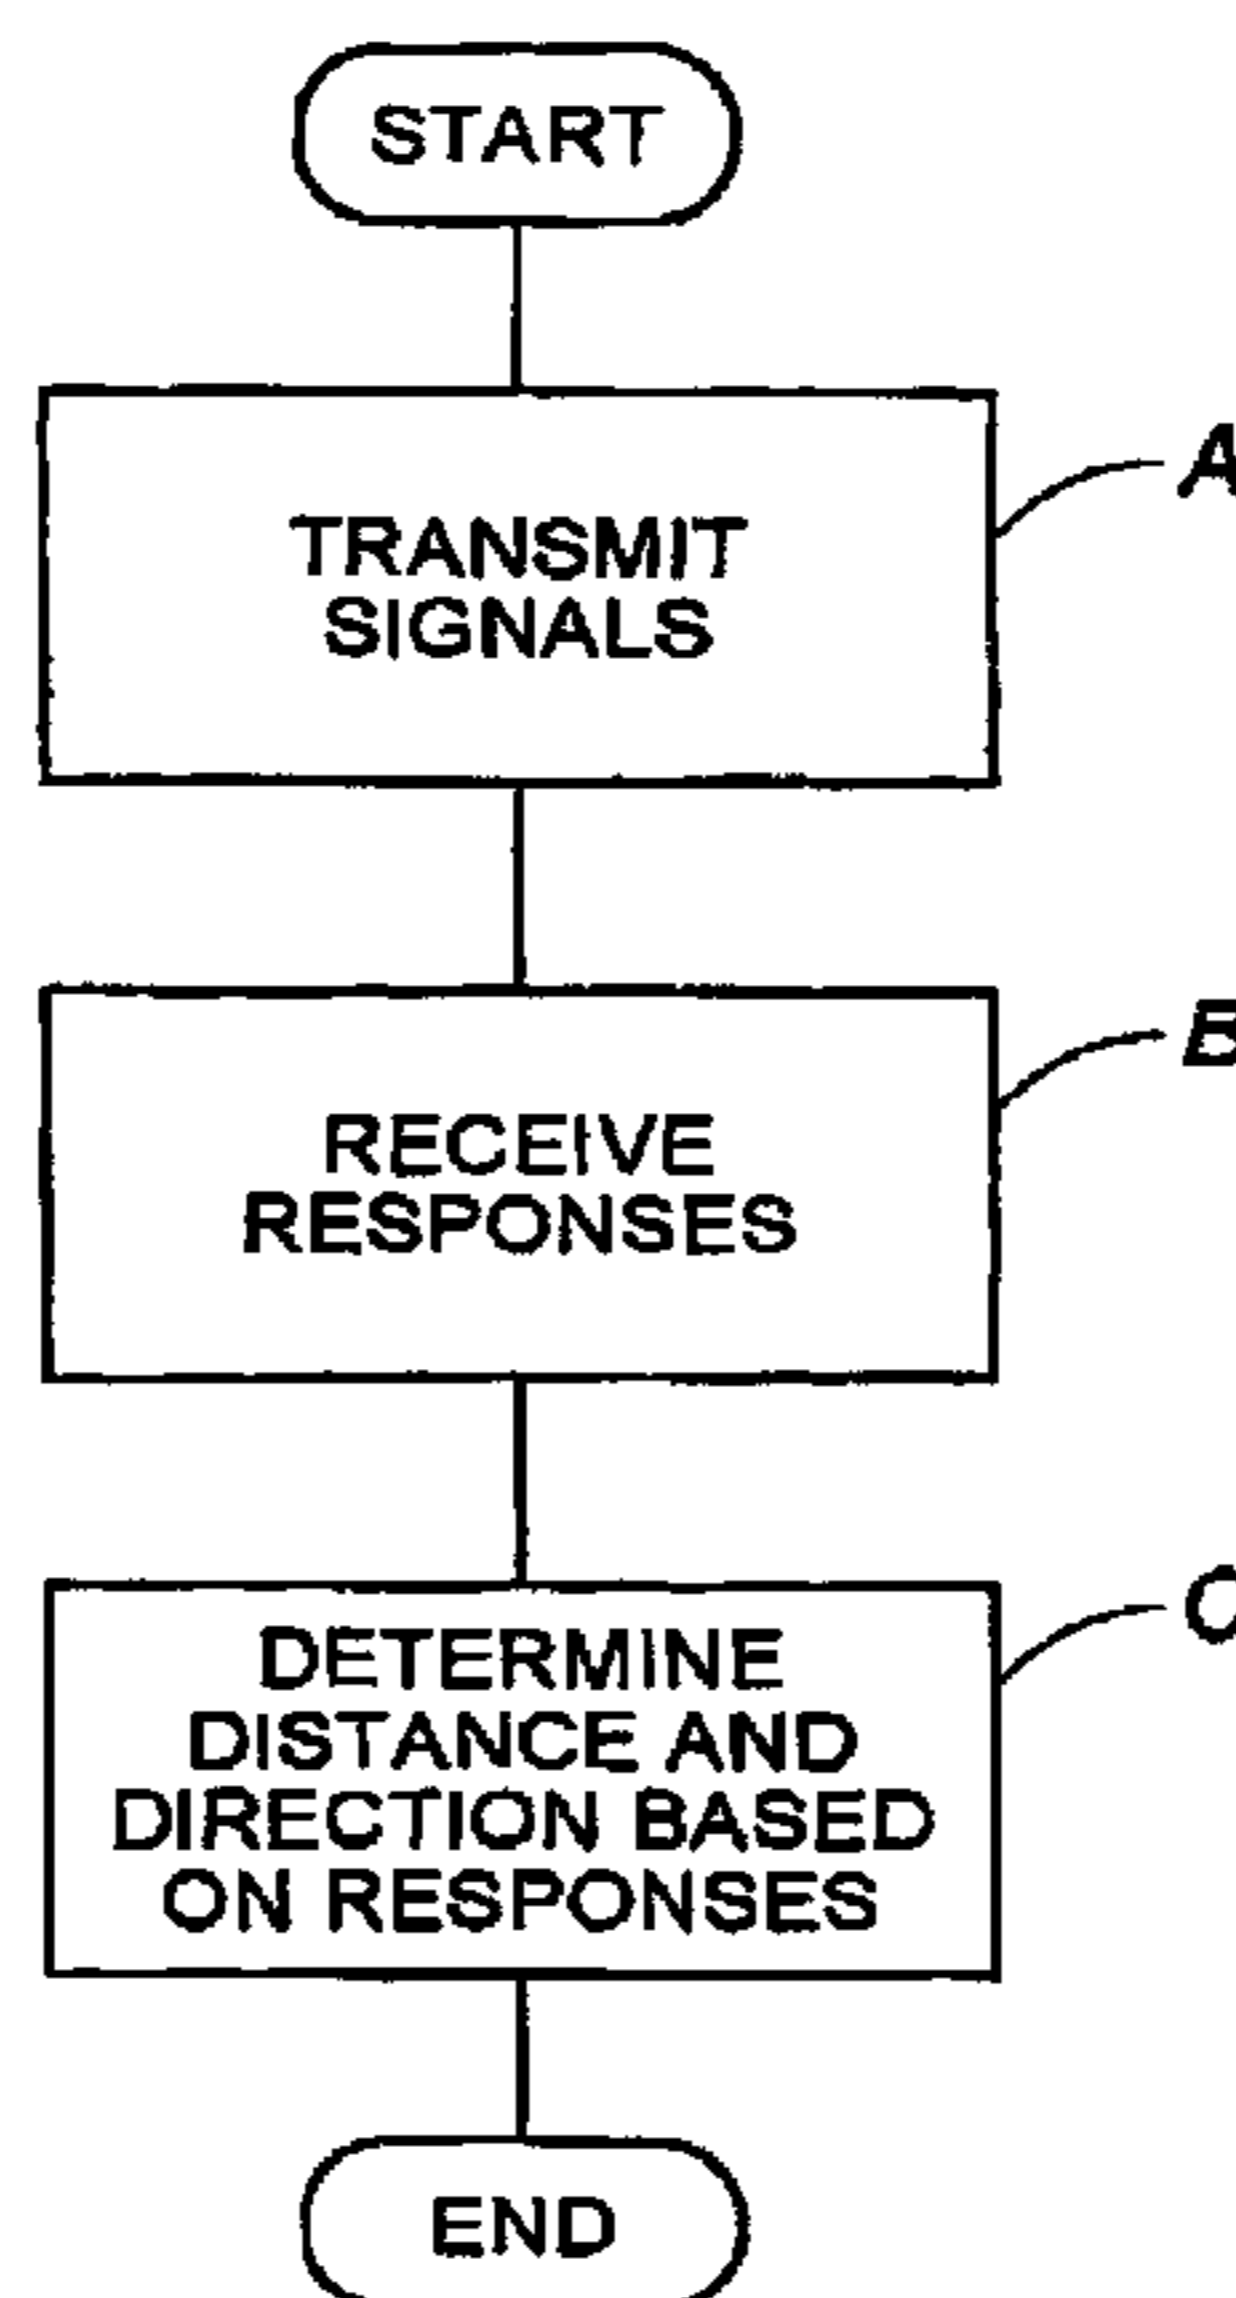 START
TRANSMIT
SIGNALS
A
RECEIVE
RESPONSES
B
DETERMINE
DISTANCE AND
DIRECTION BASED
ON RESPONSES
C
END